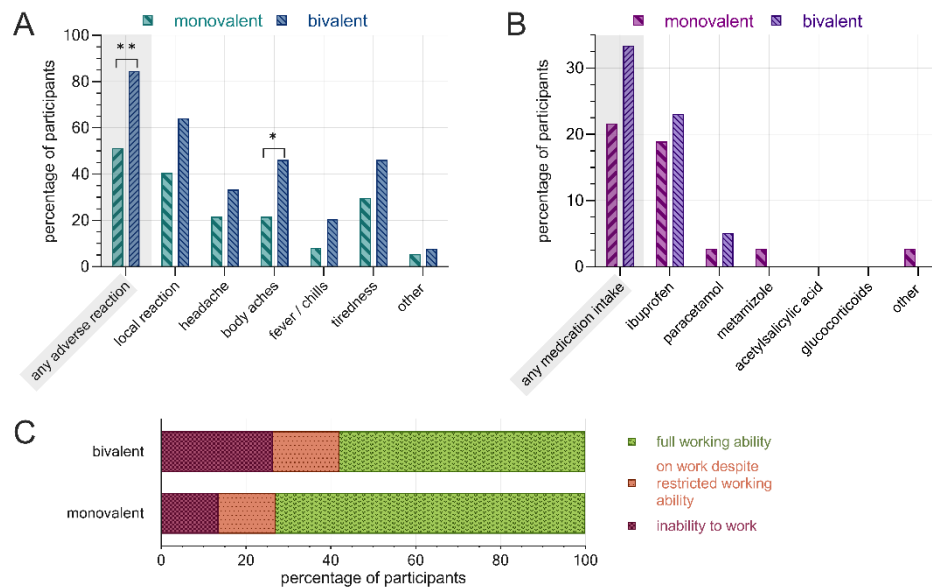 A
monovalent bivalent
percentage of participants
100
80
60
40
20
0
* *
*
any adverse reaction
local reaction
headache
body aches
fever / chills
tiredness
other
B
monovalent bivalent
percentage of participants
30
20
10
0
any medication intake
ibuprofen
paracetamol
metamizole
acetylsalicylic acid
glucocorticoids
other
C
bivalent
monovalent
0 20 40 60 80 100
percentage of participants
full working ability
on work despite
restricted working
ability
inability to work